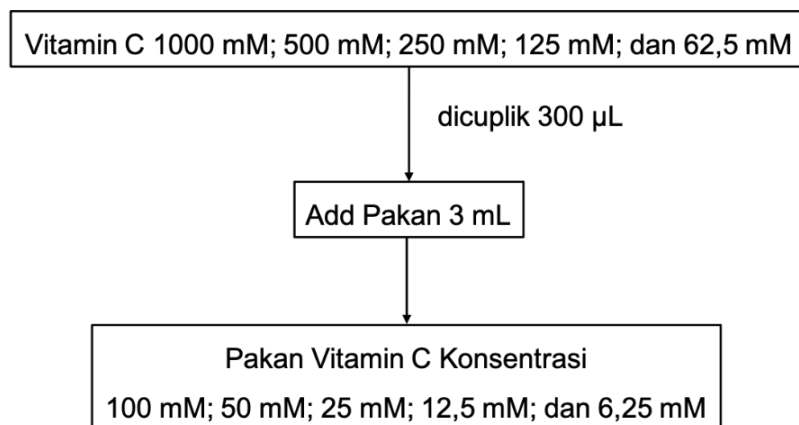 Vitamin C 1000 mM; 500 mM; 250 mM; 125 mM; dan 62,5 mM
dicuplik 300 µL
Add Pakan 3 mL
Pakan Vitamin C Konsentrasi
100 mM; 50 mM; 25 mM; 12,5 mM; dan 6,25 mM